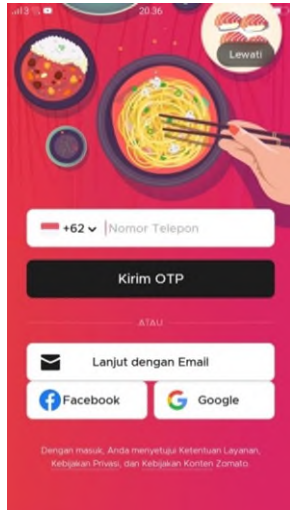 20.36
Lewati
+62
Nomor Telepon
Kirim OTP
ATAU
Lanjut dengan Email
Facebook
Google
Dengan masuk, Anda menyetujui Ketentuan Layanan,
Kebijakan Privasi, dan Kebijakan Konten Zomato.